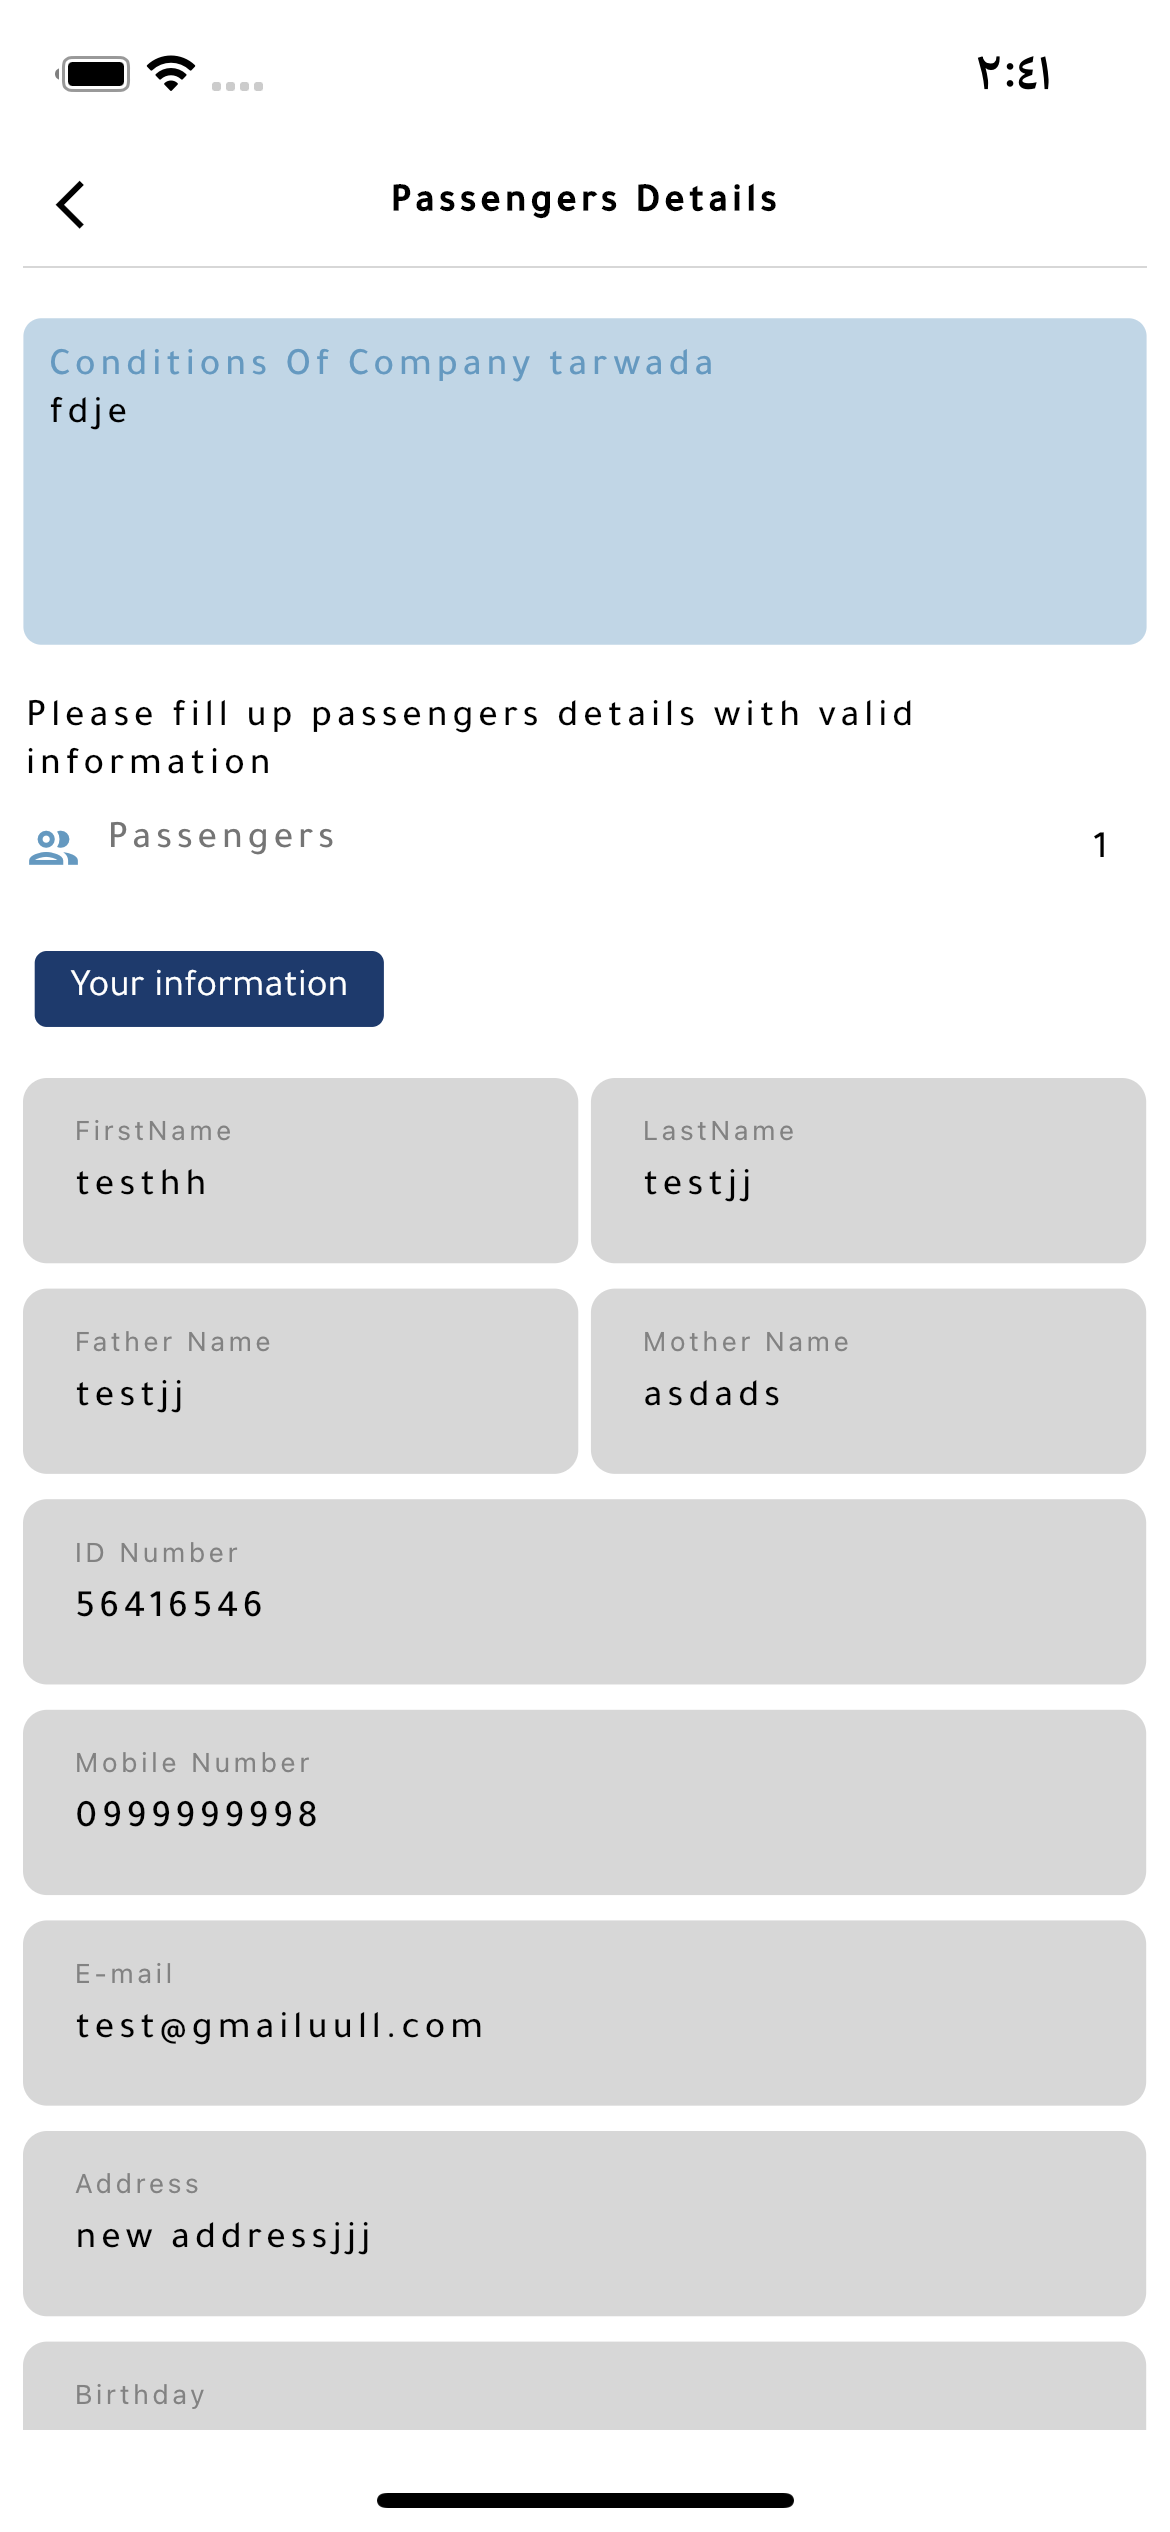 ٢:٤١
Passengers Details
Conditions Of Company tarwada
fdje
Please fill up passengers details with valid
information
Passengers
1
Your information
FirstName
testhh
LastName
testjj
Father Name
testjj
Mother Name
asdads
ID Number
56416546
Mobile Number
0999999998
E-mail
test@gmailuull.com
Address
new addressjjj
Birthday